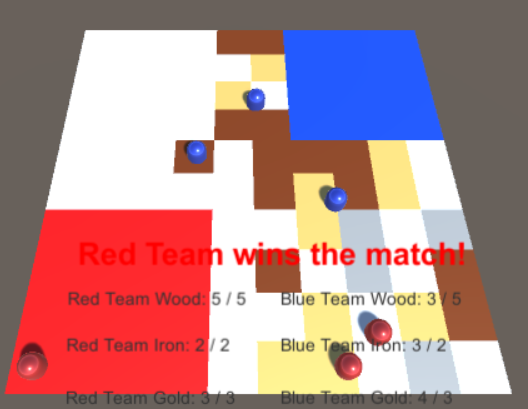 Red Team wins the match!
Red Team Wood: 5 / 5 Blue Team Wood: 3 / 5
Red Team Iron: 2 / 2 Blue Team Iron: 3 / 2
Red Team Gold: 3 / 3 Blue Team Gold: 4 / 3